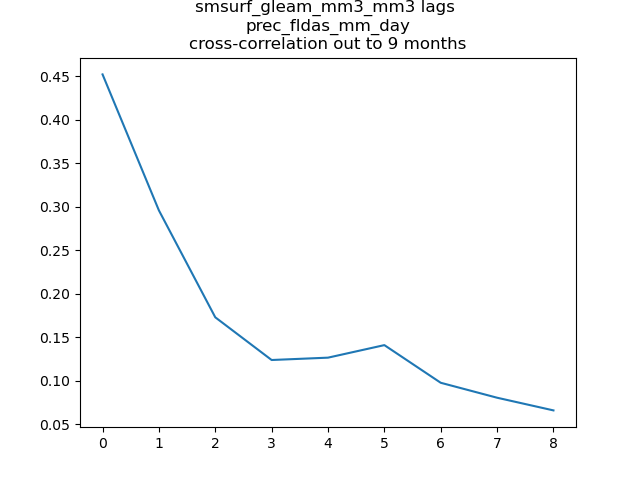 smsurf_gleam_mm3_mm3 lags
prec_fldas_mm_day
cross-correlation out to 9 months
0.45
0.40
0.35
0.30
0.25
0.20
0.15
0.10
0.05
0 1 2 3 4 5 6 7 8